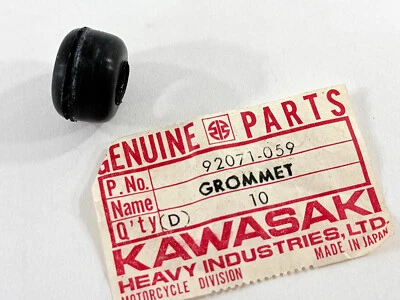 GENUINE PARTS
P.No. 92071-059
Name GROMMET
Q'ty (D) 10
KAWASAKI
HEAVY INDUSTRIES, LTD.
MOTORCYCLE DIVISION MADE IN JAPAN